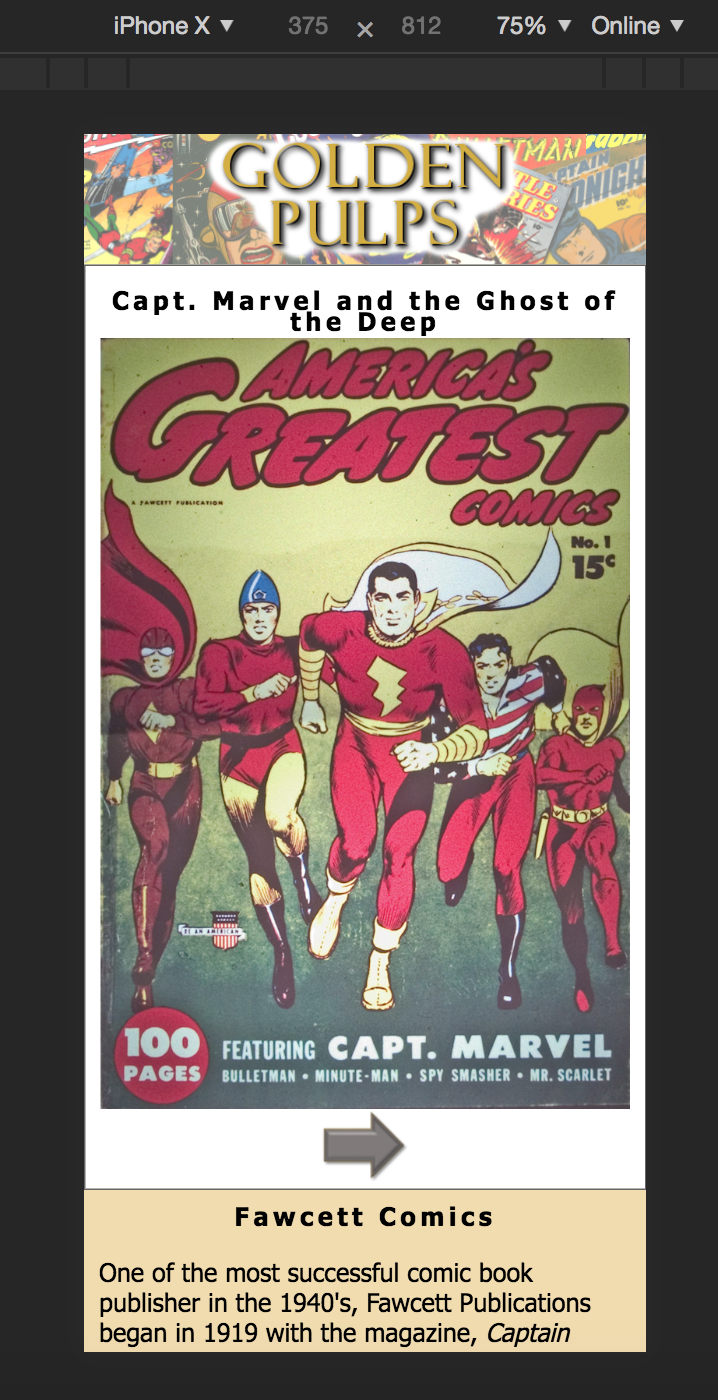 iPhone X ▼ 375 × 812 75% ▼ Online ▼
GOLDEN
PULPS
Capt. Marvel and the Ghost of
the Deep
AMERICA'S
GREATEST
COMICS
A FAWCETT PUBLICATION
No. 1
15¢
BE AN AMERICAN
100
PAGES
FEATURING CAPT. MARVEL
BULLETMAN • MINUTE-MAN • SPY SMASHER • MR. SCARLET
Fawcett Comics
One of the most successful comic book
publisher in the 1940's, Fawcett Publications
began in 1919 with the magazine, Captain